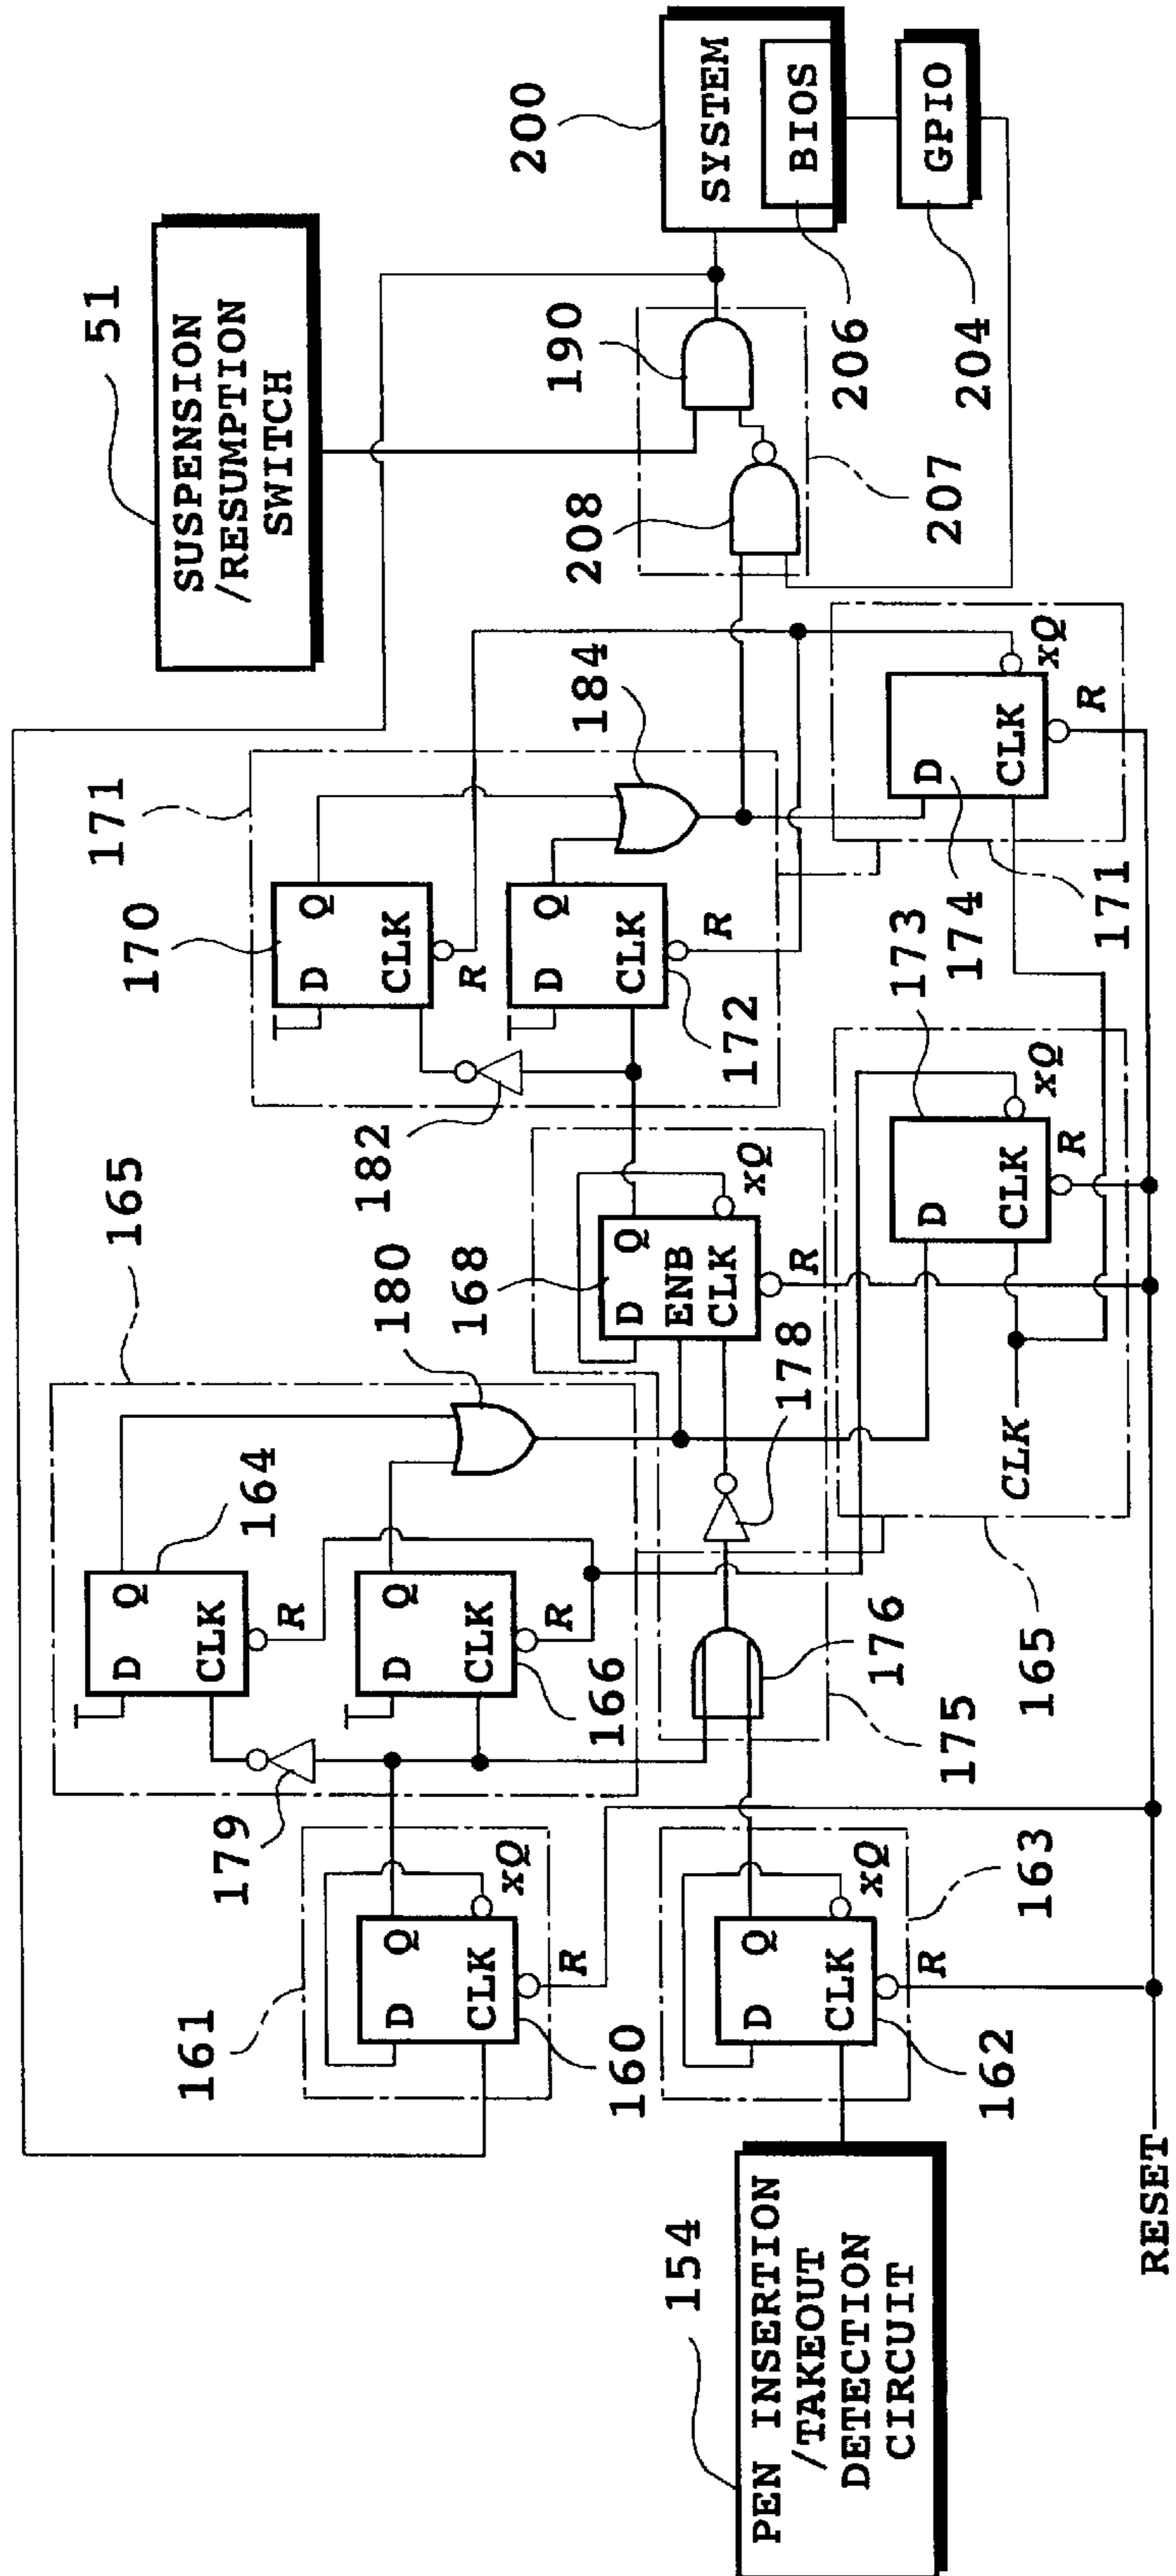 51
SUSPENSION
/RESUMPTION
SWITCH
200
SYSTEM
BIOS
206
GPIO
204
190
208
207
171
170
D Q
CLK
R
D Q
CLK
R
172
184
182
D
CLK
xQ
R
174
171
165
164
D Q
CLK
R
D Q
CLK
R
166
179
180
168
D Q
ENB
CLK
xQ
R
178
176
175
173
D
CLK
xQ
R
CLK
165
161
D Q
CLK
xQ
R
160
D Q
CLK
xQ
R
162
163
154
PEN INSERTION
/TAKEOUT
DETECTION
CIRCUIT
RESET